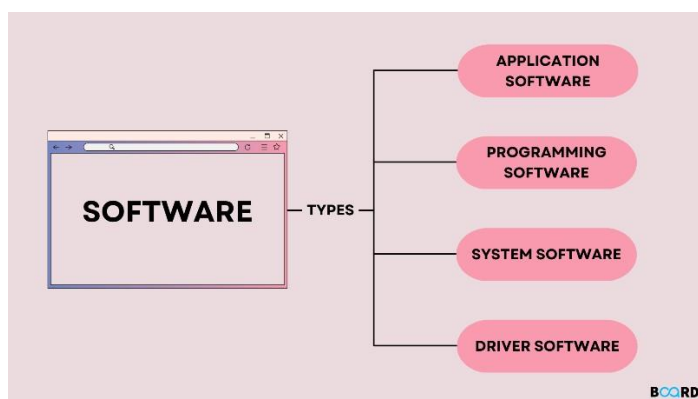 SOFTWARE
TYPES
APPLICATION
SOFTWARE
PROGRAMMING
SOFTWARE
SYSTEM SOFTWARE
DRIVER SOFTWARE
BOARD